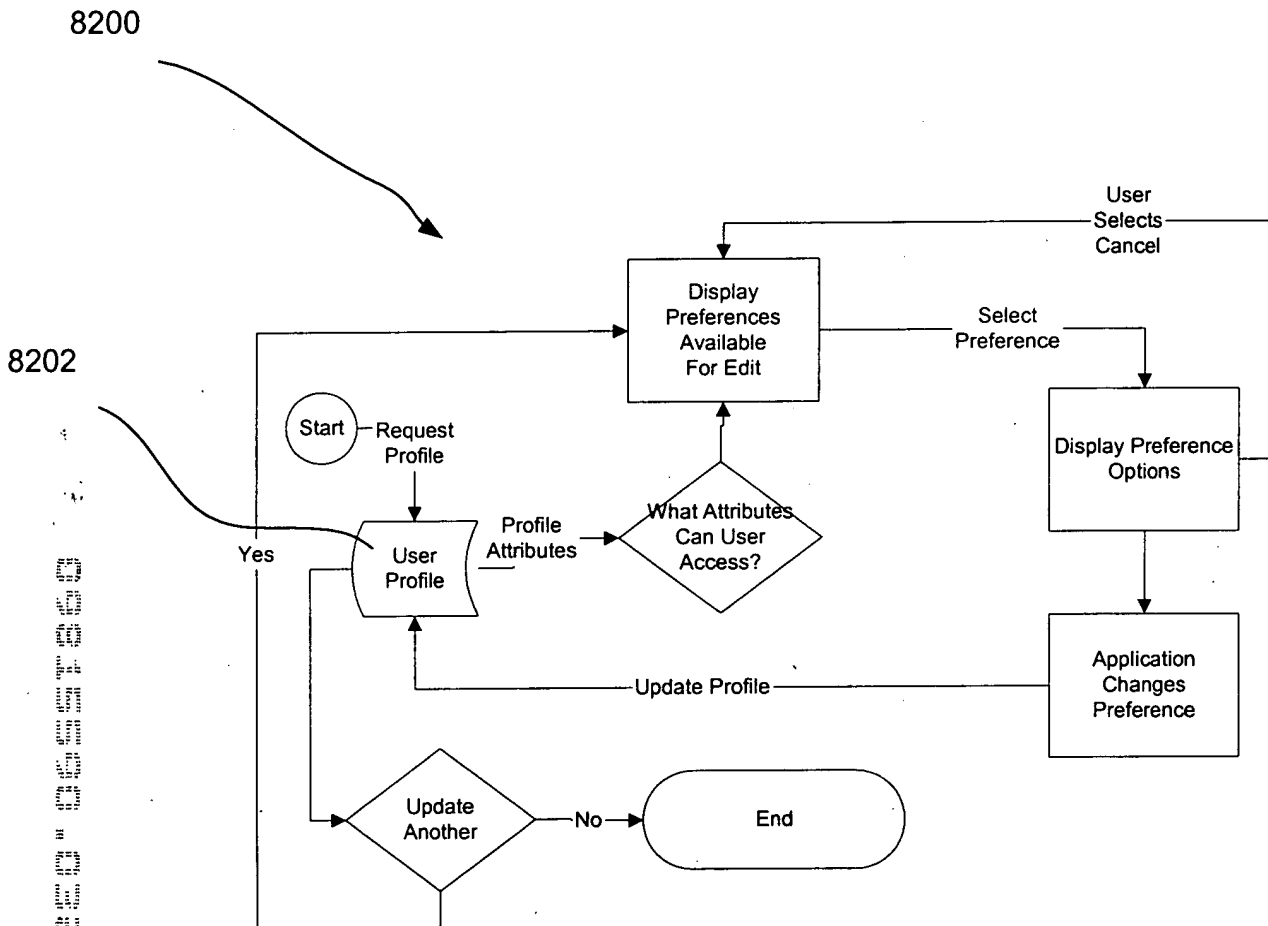 8200
User
Selects
Cancel
Display
Preferences
Available
For Edit
Select
Preference
8202
Start
Request
Profile
Display Preference
Options
What Attributes
Can User
Access?
Profile
Attributes
Yes
User
Profile
Application
Changes
Preference
Update Profile
Update
Another
No
End